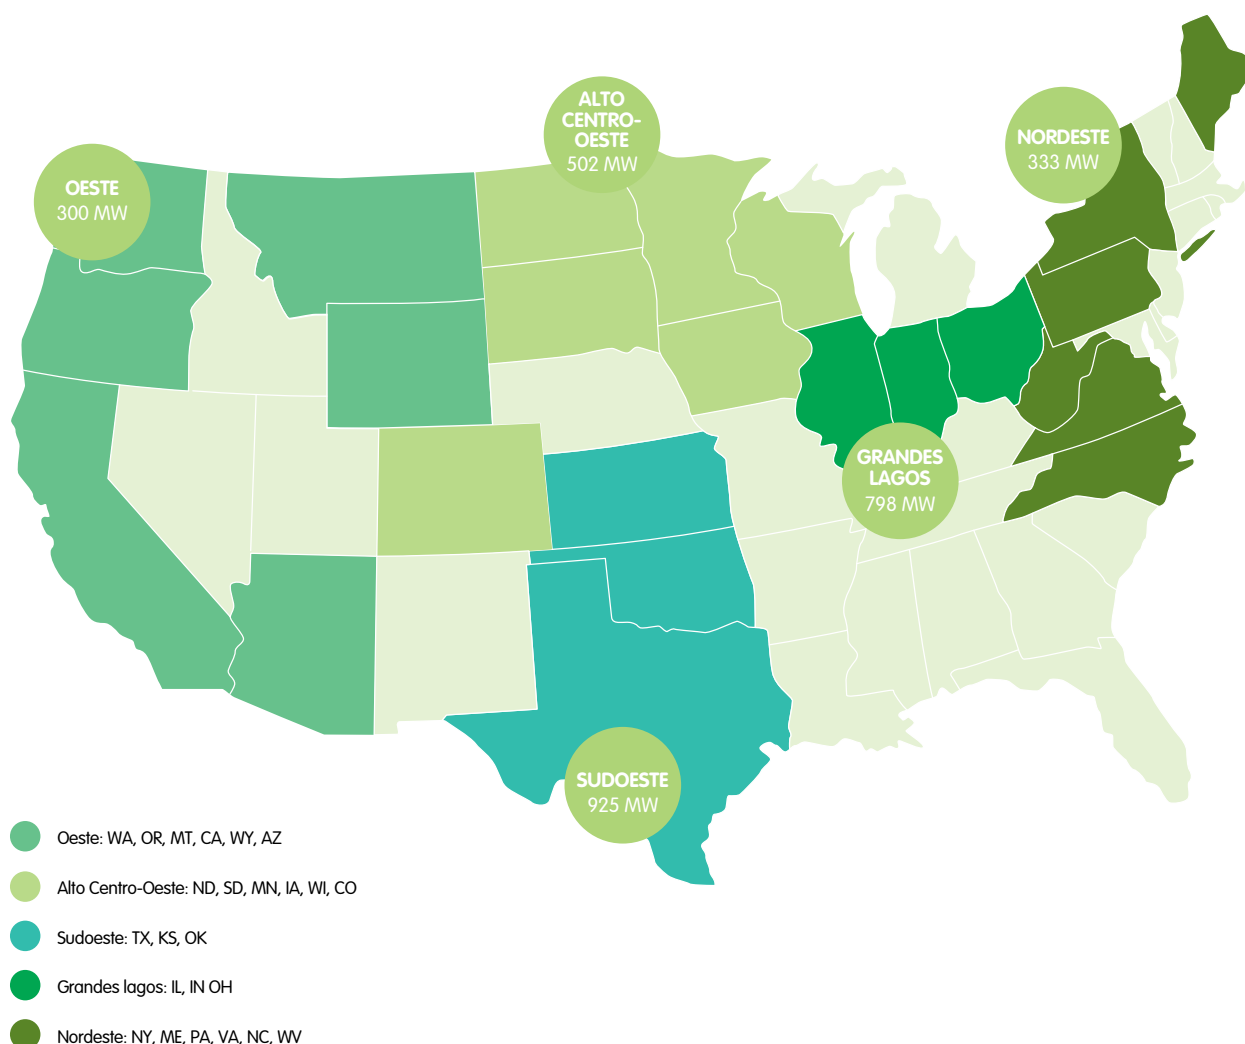 ALTO
CENTRO-
OESTE
502 MW
NORDESTE
333 MW
OESTE
300 MW
GRANDES
LAGOS
798 MW
SUDOESTE
925 MW
Oeste: WA, OR, MT, CA, WY, AZ
Alto Centro-Oeste: ND, SD, MN, IA, WI, CO
Sudoeste: TX, KS, OK
Grandes lagos: IL, IN OH
Nordeste: NY, ME, PA, VA, NC, WV